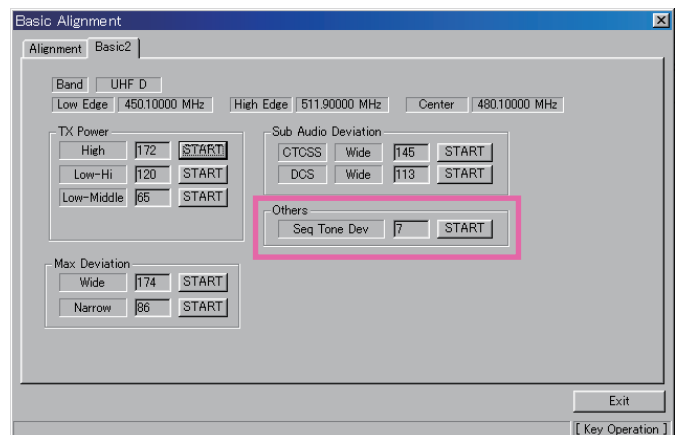 Basic Alignment
Alignment Basic2
Band UHF D
Low Edge 450.10000 MHz High Edge 511.90000 MHz Center 480.10000 MHz
TX Power
High 172 START
Low-Hi 120 START
Low-Middle 65 START
Sub Audio Deviation
CTCSS Wide 145 START
DCS Wide 113 START
Others
Seq Tone Dev 7 START
Max Deviation
Wide 174 START
Narrow 86 START
Exit
[ Key Operation ]